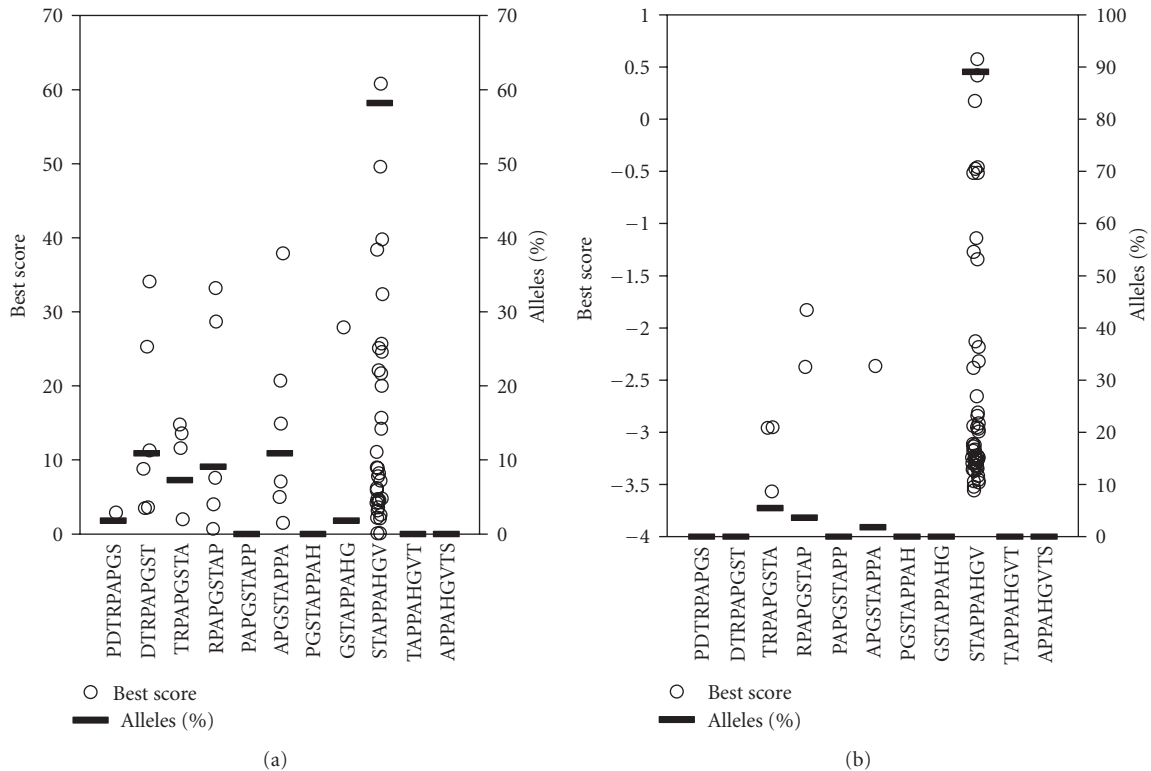 70
60
50
40
30
20
10
0
Best score
70
60
50
40
30
20
10
0
Alleles (%)
PDTRPAPGS
DTRPAPGST
TRPAPGSTA
RPAPGSTAP
PAPGSTAPP
APGSTAPPA
PGSTAPPAH
GSTAPPAHG
STAPPAHGV
TAPPAHGVT
APPAHGVTS
Best score
Alleles (%)
(a)
1
0.5
0
−0.5
−1
−1.5
−2
−2.5
−3
−3.5
−4
Best score
100
90
80
70
60
50
40
30
20
10
0
Alleles (%)
PDTRPAPGS
DTRPAPGST
TRPAPGSTA
RPAPGSTAP
PAPGSTAPP
APGSTAPPA
PGSTAPPAH
GSTAPPAHG
STAPPAHGV
TAPPAHGVT
APPAHGVTS
Best score
Alleles (%)
(b)